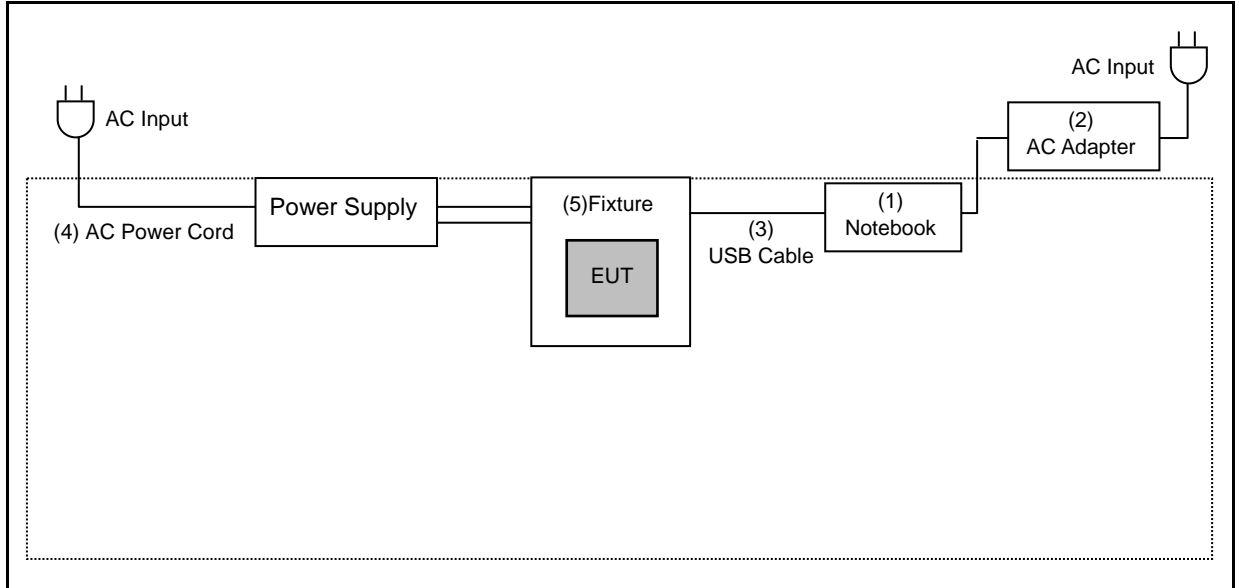 AC Input
AC Input
(2)
AC Adapter
(4) AC Power Cord
Power Supply
(5)Fixture
EUT
(3)
USB Cable
(1)
Notebook